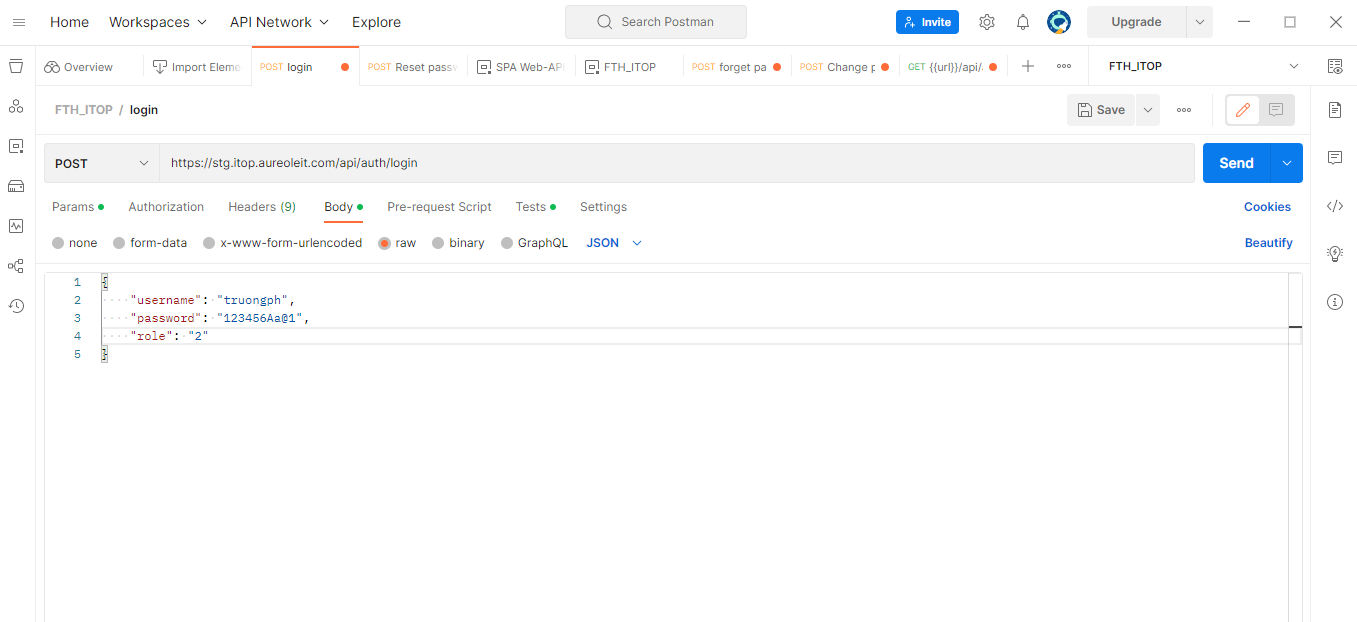 Home Workspaces API Network Explore Search Postman Invite Upgrade
Overview Import Eleme POST login POST Reset passv SPA Web-API FTH_ITOP POST forget pa POST Change p GET {{url}}/api/ FTH_ITOP
FTH_ITOP / login Save
POST https://stg.itop.aureoleit.com/api/auth/login Send
Params Authorization Headers (9) Body Pre-request Script Tests Settings Cookies
none form-data x-www-form-urlencoded raw binary GraphQL JSON Beautify
1 {
2 "username": "truongph",
3 "password": "123456Aa@1",
4 "role": "2"
5 }